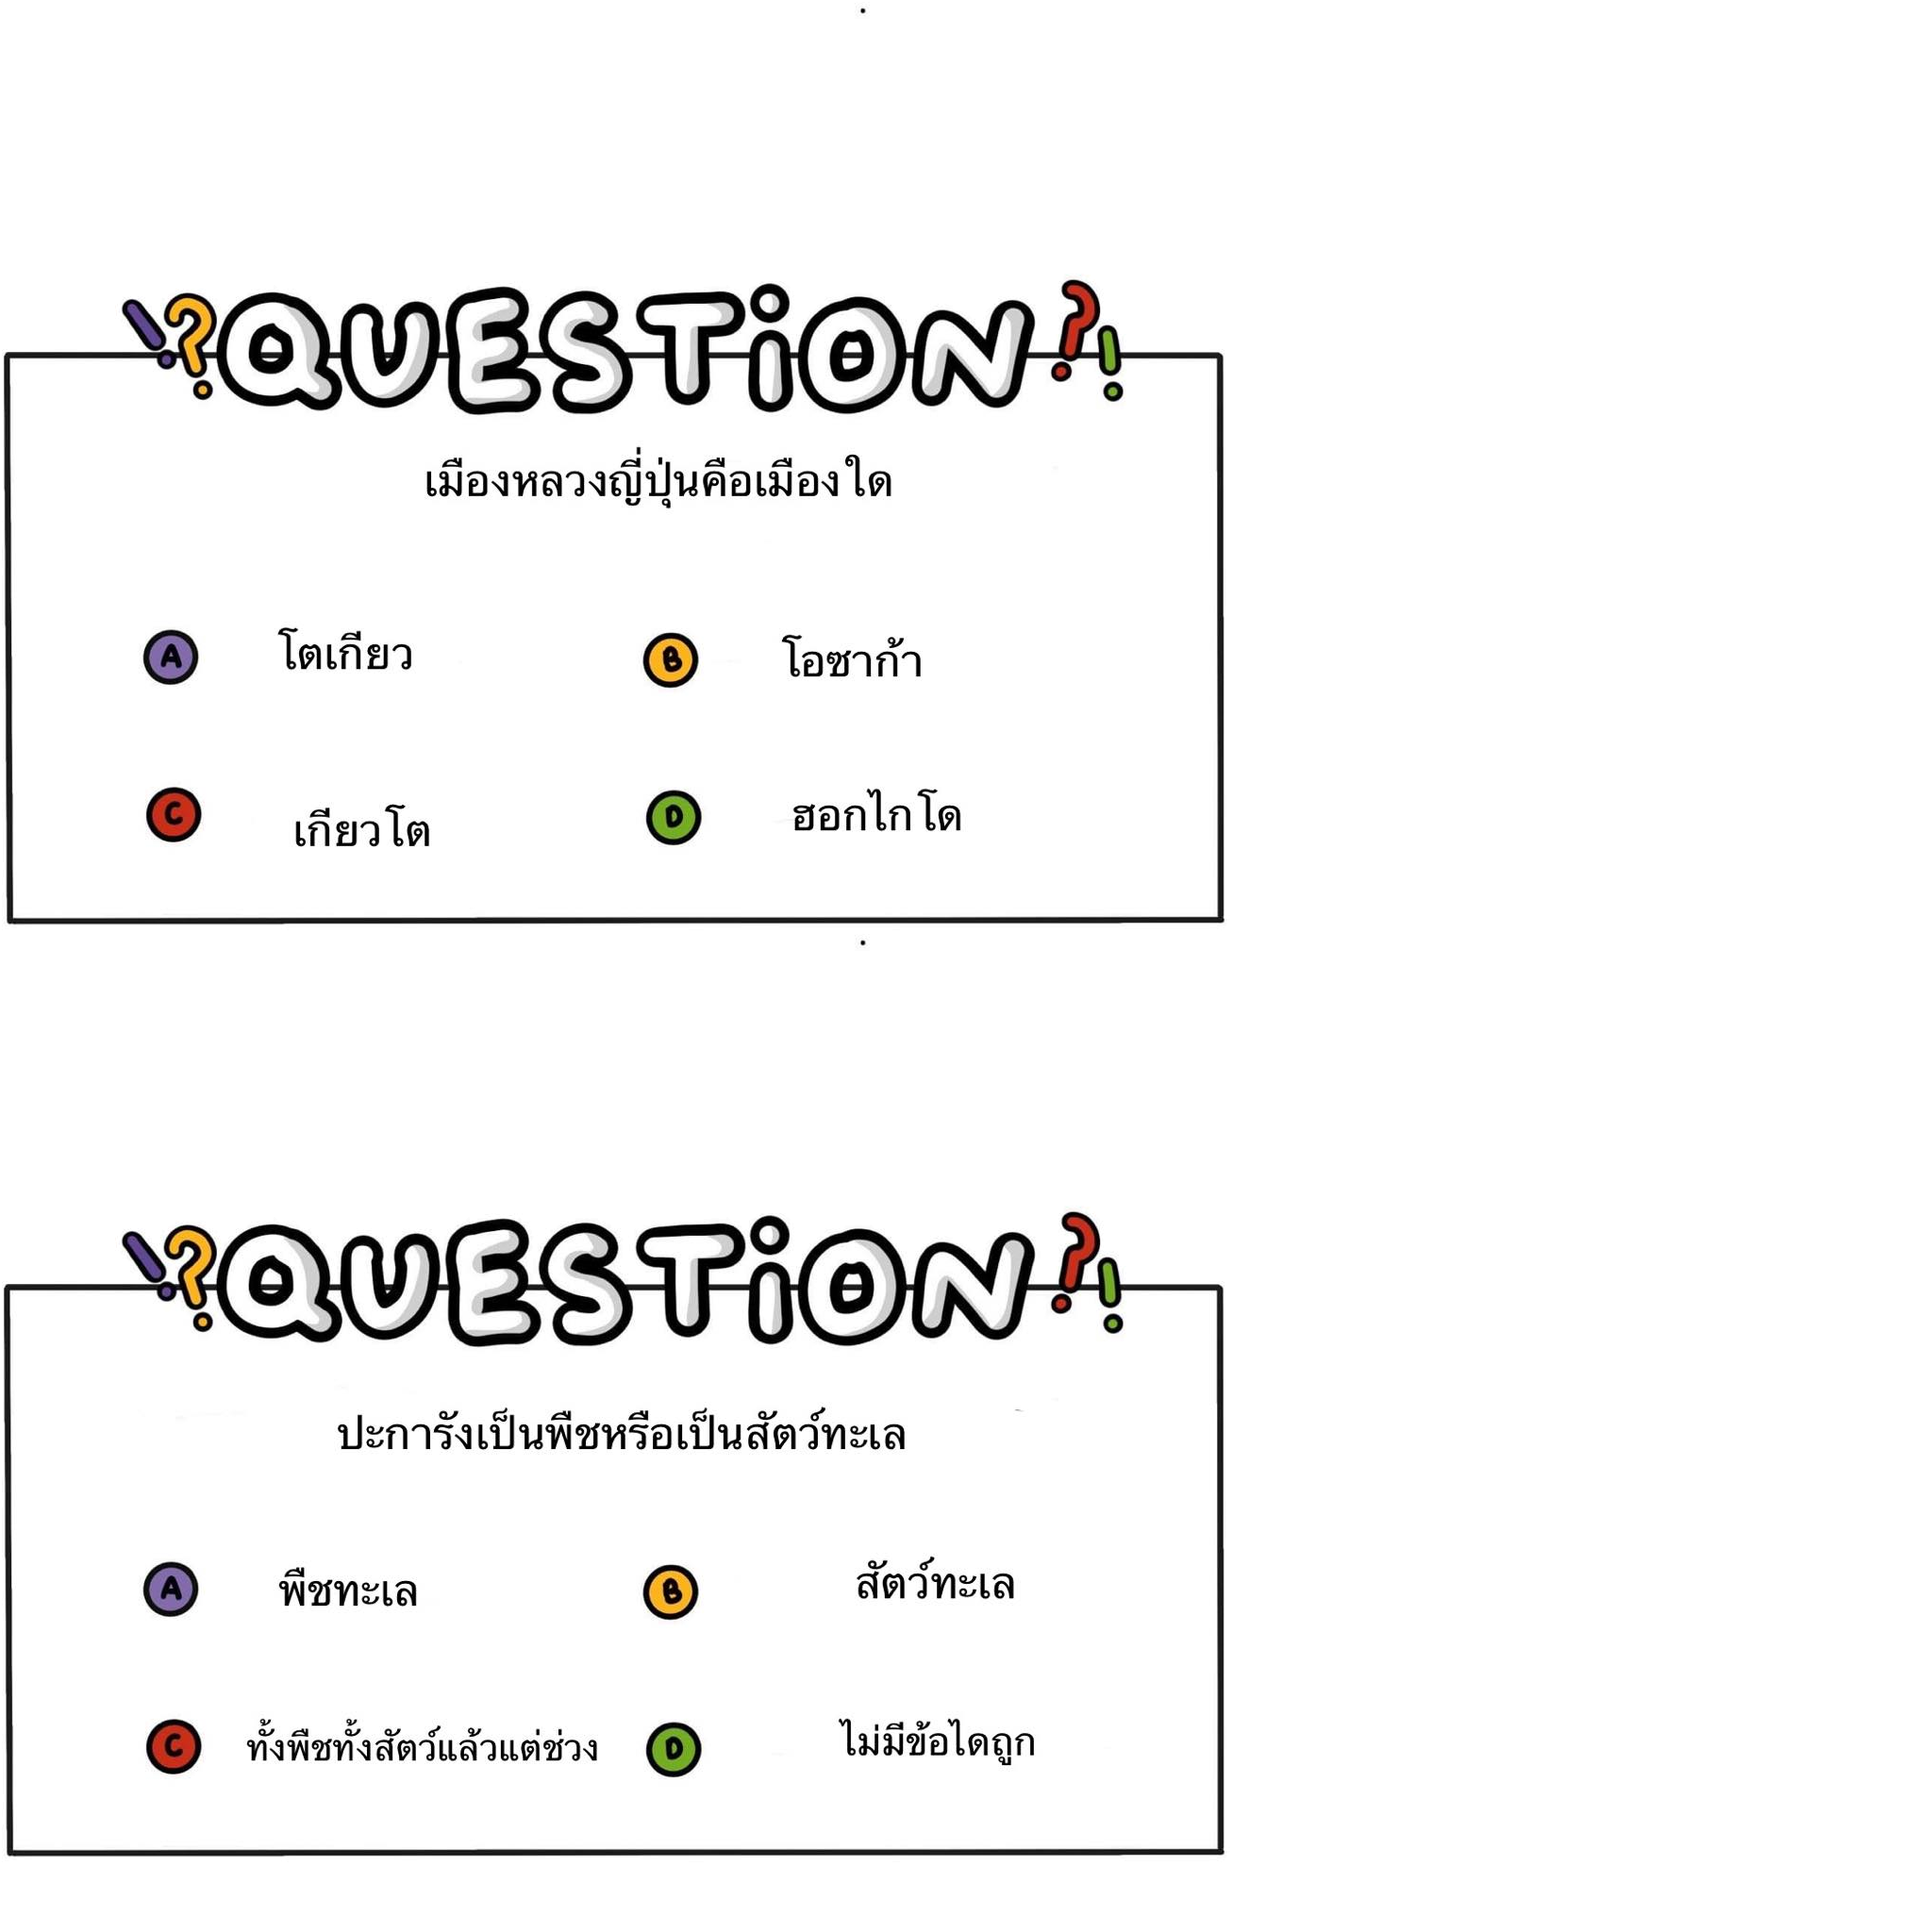 QUESTiON
เมืองหลวงญี่ปุ่นคือเมืองใด
A โตเกียว B โอซาก้า
C เกียวโต D ฮอกไกโด
QUESTiON
ปะการังเป็นพืชหรือเป็นสัตว์ทะเล
A พืชทะเล B สัตว์ทะเล
C ทั้งพืชทั้งสัตว์แล้วแต่ช่วง D ไม่มีข้อไดถูก